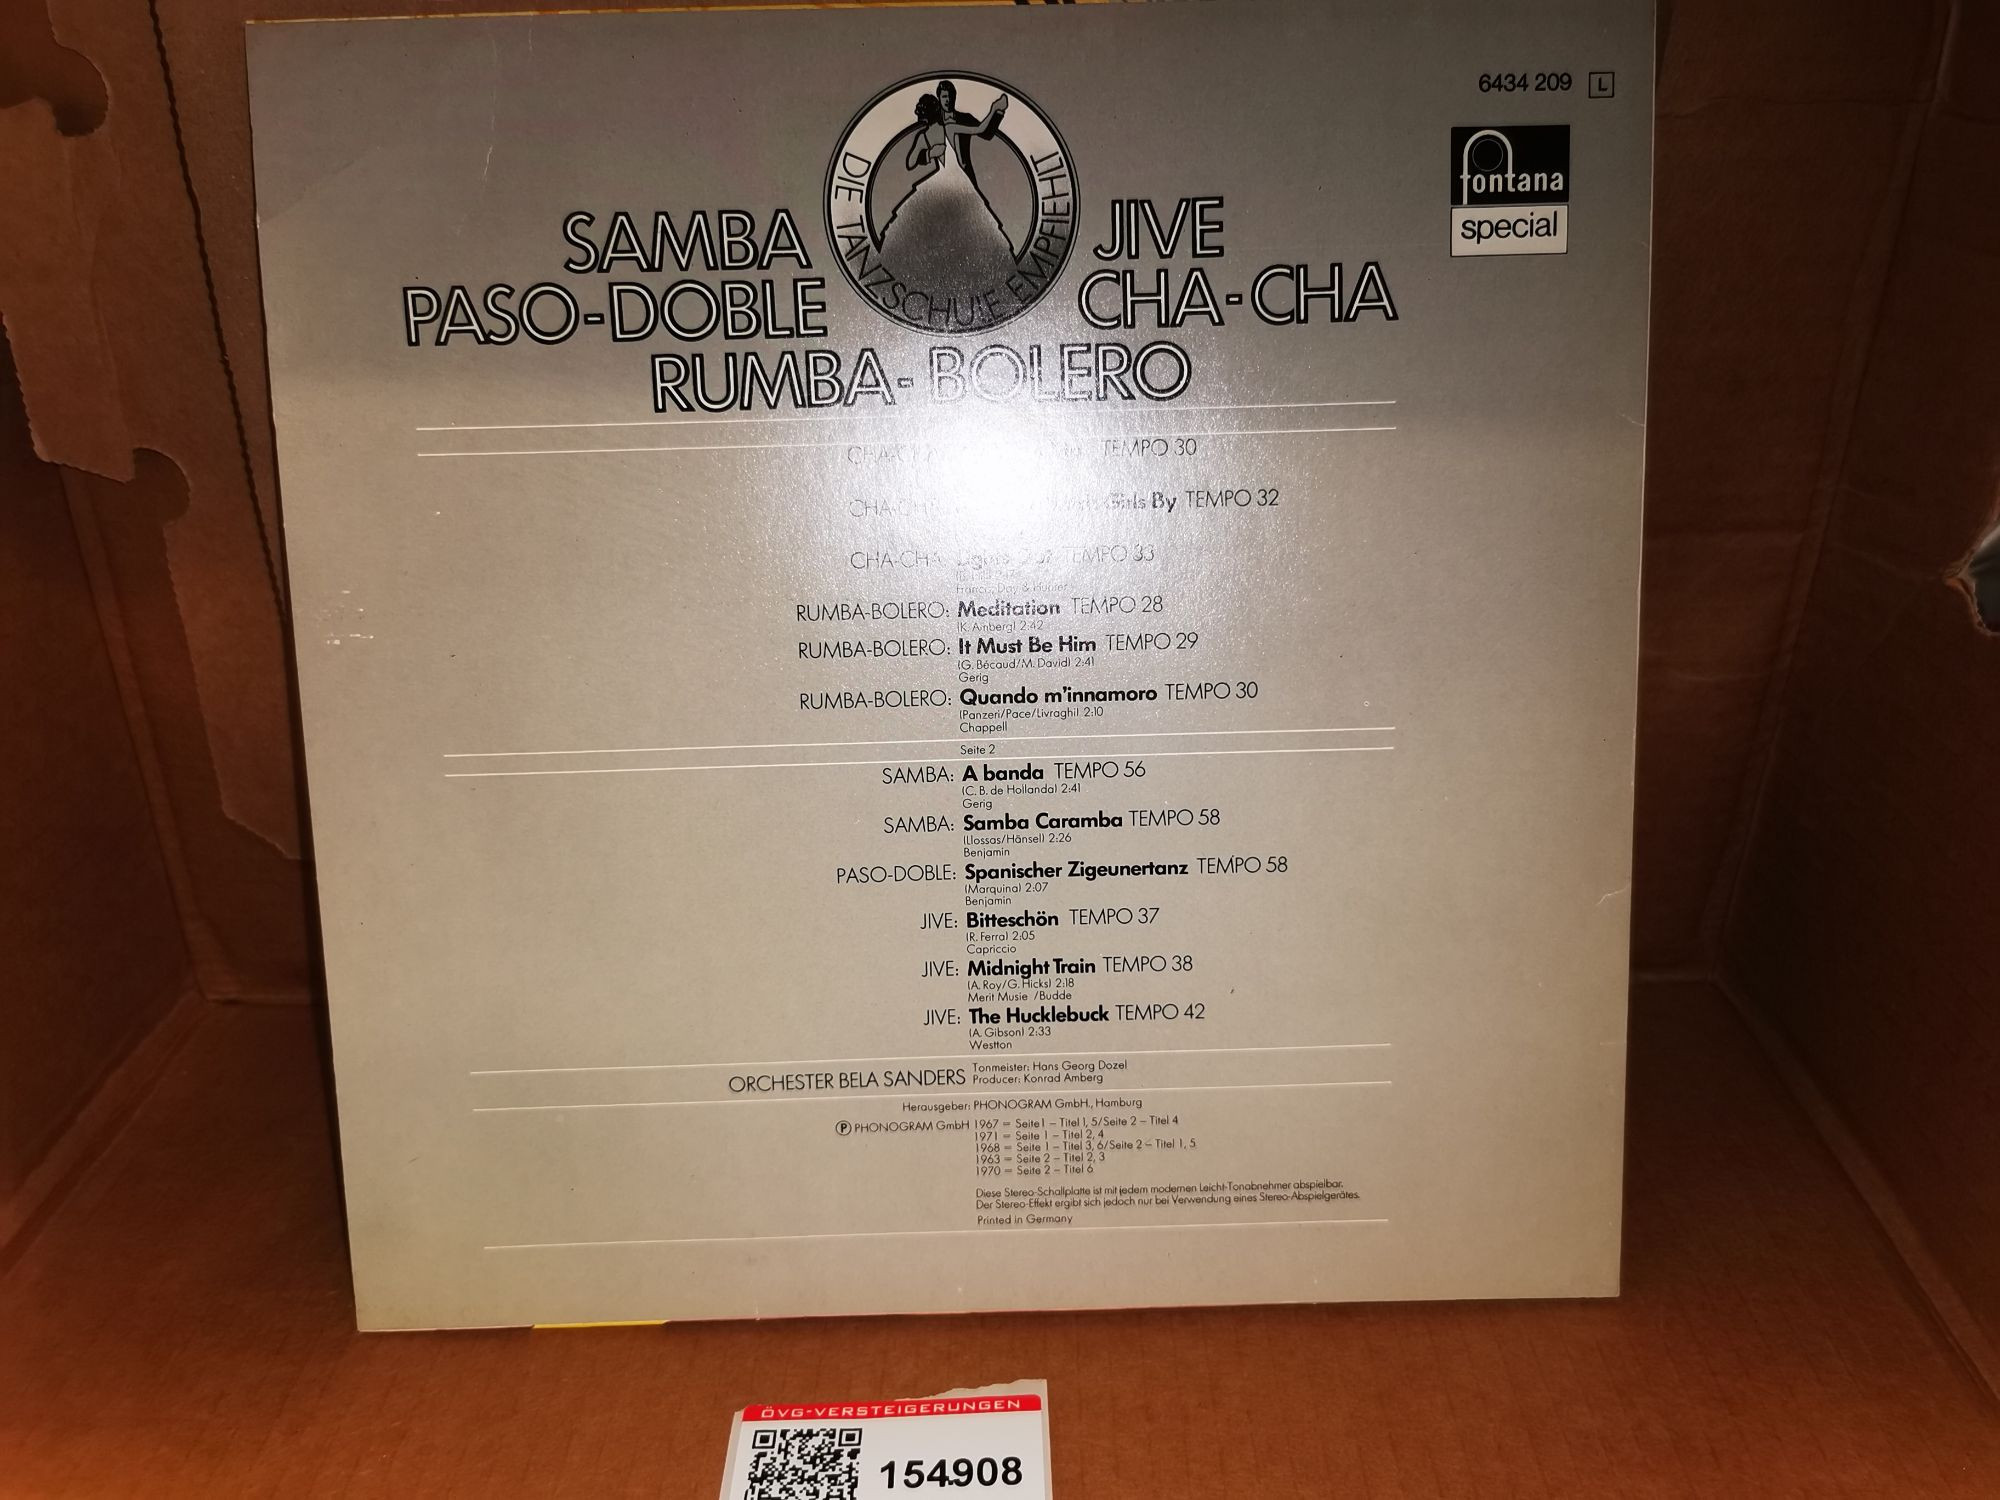 6434 209 L
fontana
special
DIE TANZSCHULE EMPFIEHLT
SAMBA
JIVE
PASO-DOBLE
CHA-CHA
RUMBA-BOLERO
TEMPO 30
Girls By TEMPO 32
CHA-CHA TEMPO 33
Francis, Day & Hunter
RUMBA-BOLERO: Meditation TEMPO 28
2:42
RUMBA-BOLERO: It Must Be Him TEMPO 29
(G. Bécaud/M. David) 2:41
Gerig
RUMBA-BOLERO: Quando m'innamoro TEMPO 30
(Panzeri/Pace/Livraghi) 2:10
Chappell
Seite 2
SAMBA: A banda TEMPO 56
(C. B. de Hollanda) 2:41
Gerig
SAMBA: Samba Caramba TEMPO 58
(Llossas/Hänsel) 2:26
Benjamin
PASO-DOBLE: Spanischer Zigeunertanz TEMPO 58
(Marquina) 2:07
Benjamin
JIVE: Bitteschön TEMPO 37
(R. Ferra) 2:05
Capriccio
JIVE: Midnight Train TEMPO 38
(A. Roy/G. Hicks) 2:18
Merit Musie /Budde
JIVE: The Hucklebuck TEMPO 42
(A. Gibson) 2:33
Westton
ORCHESTER BELA SANDERS
Tonmeister: Hans Georg Dozel
Producer: Konrad Amberg
Herausgeber: PHONOGRAM GmbH., Hamburg
Ⓟ PHONOGRAM GmbH 1967 = Seite 1 – Titel 1, 5/Seite 2 – Titel 4
1971 = Seite 1 – Titel 2, 4
1968 = Seite 1 – Titel 3, 6/Seite 2 – Titel 1, 5
1963 = Seite 2 – Titel 2, 3
1970 = Seite 2 – Titel 6
Diese Stereo-Schallplatte ist mit jedem modernen Leicht-Tonabnehmer abspielbar.
Der Stereo-Effekt ergibt sich jedoch nur bei Verwendung eines Stereo-Abspielgerätes.
Printed in Germany
ÖVG-VERSTEIGERUNGEN
154908